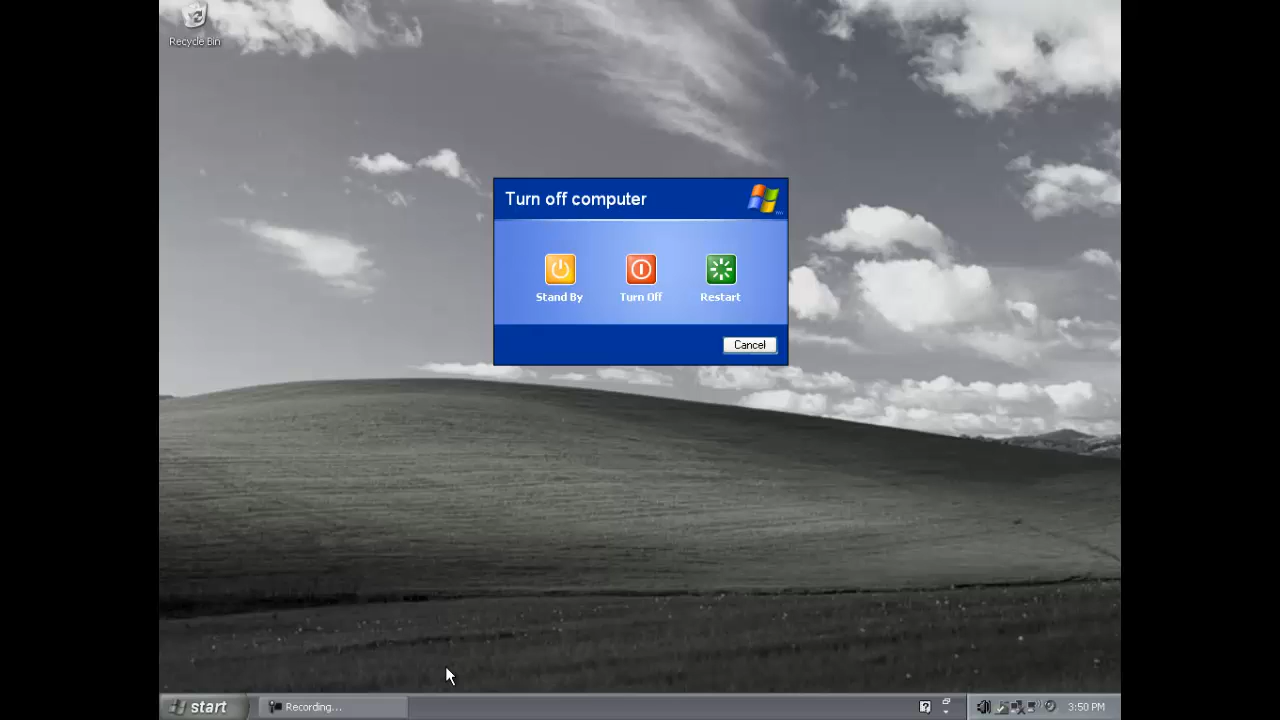 Recycle Bin
Turn off computer
Stand By
Turn Off
Restart
Cancel
start
Recording...
3:50 PM